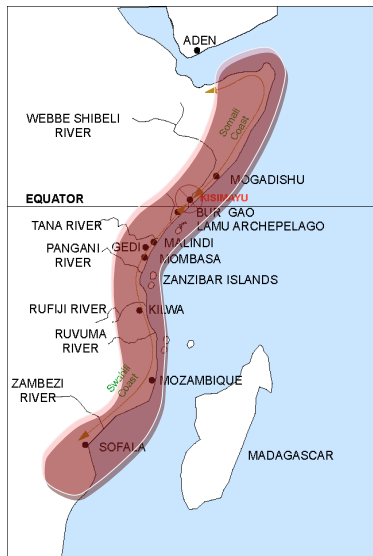 ADEN
WEBBE SHIBELI
RIVER
Somali
Coast
MOGADISHU
EQUATOR
KISIMAYU
BUR GAO
TANA RIVER
LAMU ARCHEPELAGO
PANGANI
RIVER
GEDI
MALINDI
MOMBASA
ZANZIBAR ISLANDS
RUFIJI RIVER
KILWA
RUVUMA
RIVER
Swahili
Coast
ZAMBEZI
RIVER
MOZAMBIQUE
SOFALA
MADAGASCAR